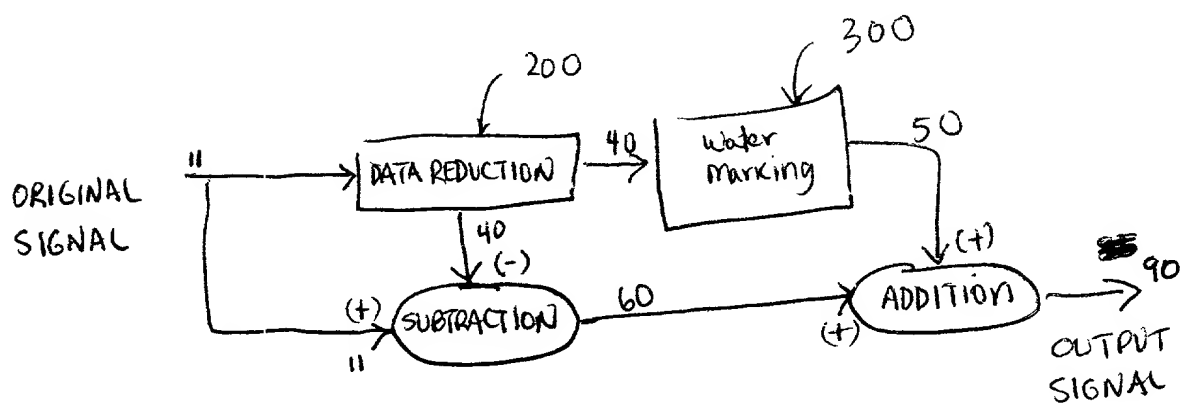 200
300
11
40
50
DATA REDUCTION
Water
marking
ORIGINAL
SIGNAL
40
(-)
(+)
90
(+)
SUBTRACTION
60
ADDITION
11
(+)
OUTPUT
SIGNAL